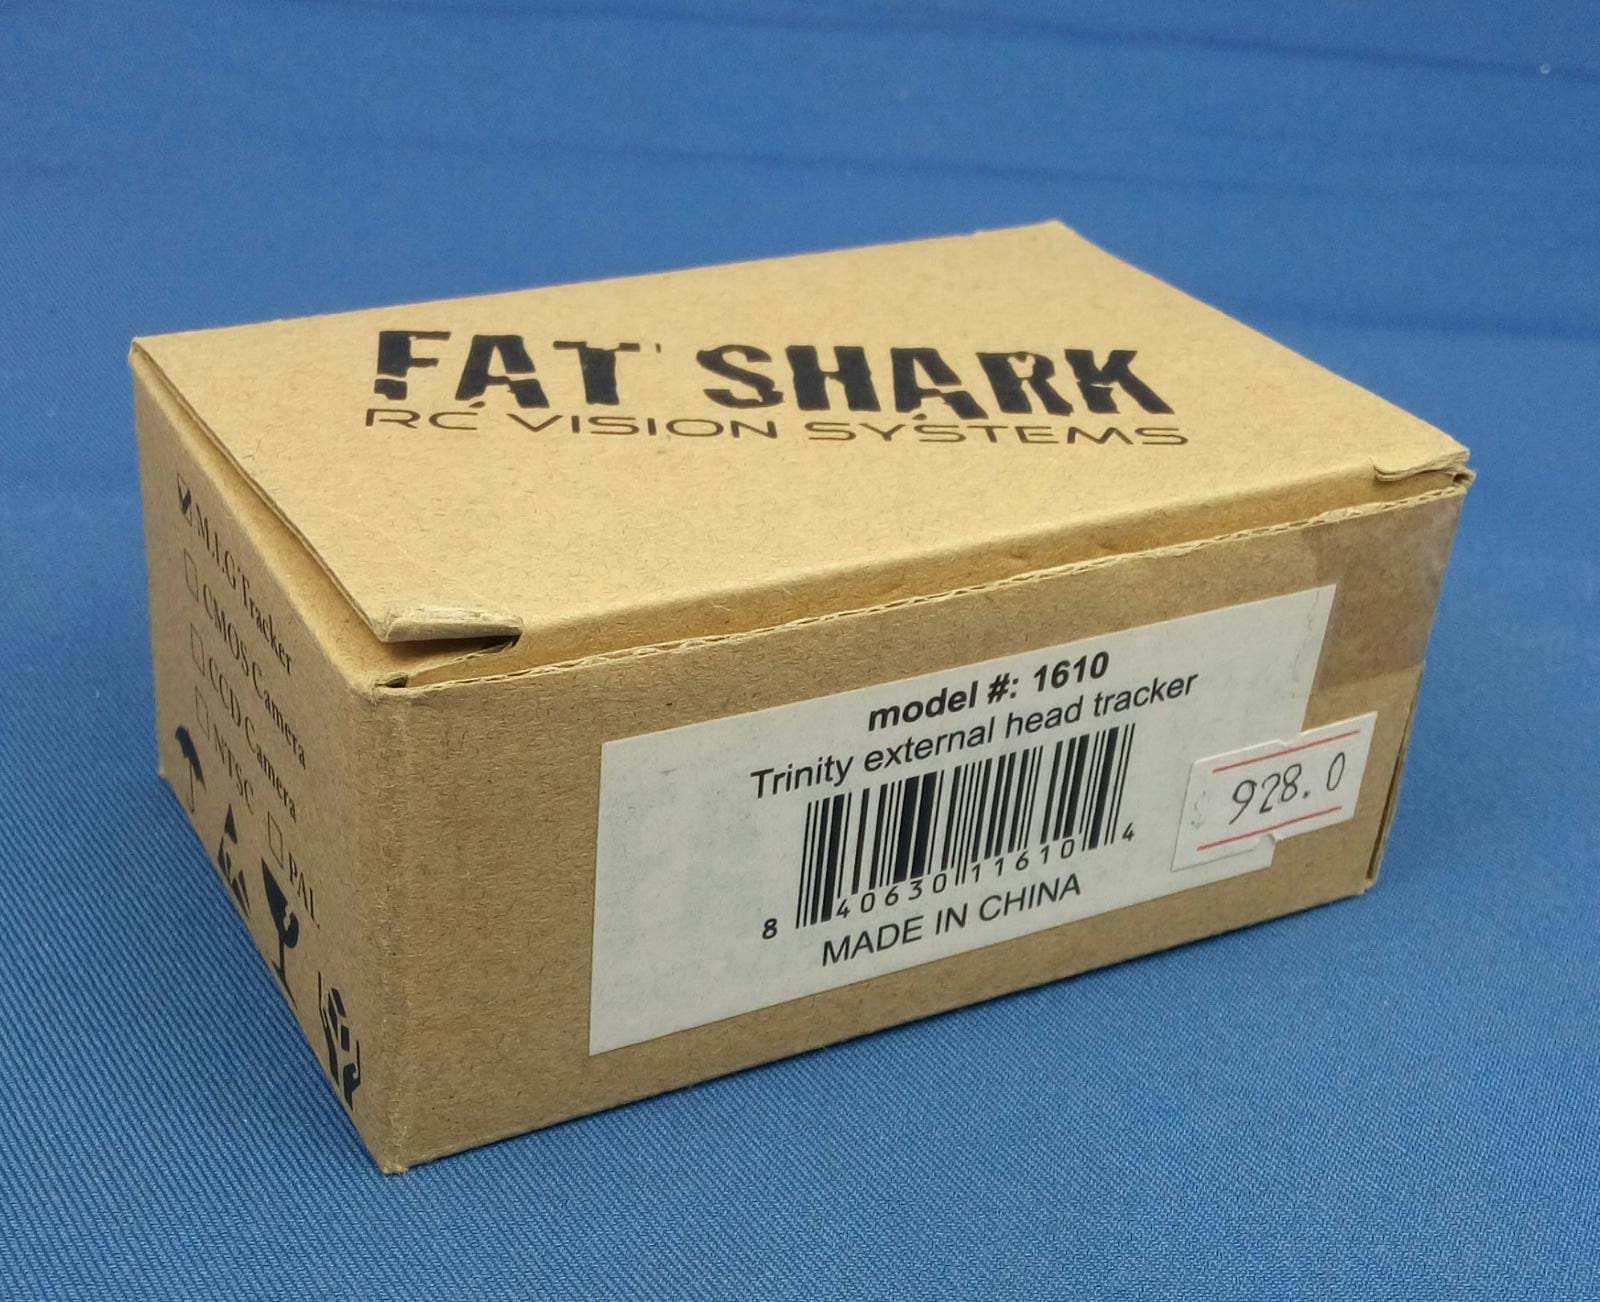 FAT SHARK
RC VISION SYSTEMS
M.I.G Tracker
CMOS Camera
CCD Camera
NTSC
PAL
model #: 1610
Trinity external head tracker
8 40630 11610 4
MADE IN CHINA
928.0